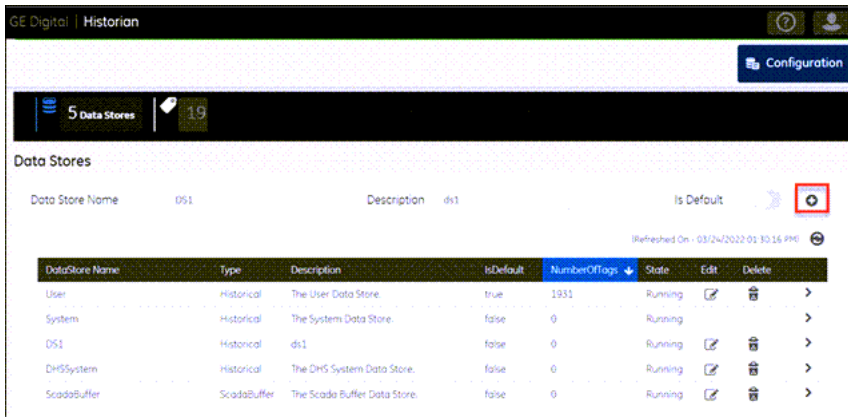 GE Digital | Historian
Configuration
5 Data Stores 19
Data Stores
Data Store Name DS1 Description ds1 Is Default
(Refreshed On - 03/24/2022 01:30:16 PM)
DataStore Name Type Description IsDefault NumberOfTags State Edit Delete
User Historical The User Data Store. true 1931 Running
System Historical The System Data Store. false 0 Running
DS1 Historical ds1 false 0 Running
DHSSystem Historical The DHS System Data Store. false 0 Running
ScadaBuffer ScadaBuffer The Scada Buffer Data Store. false 0 Running